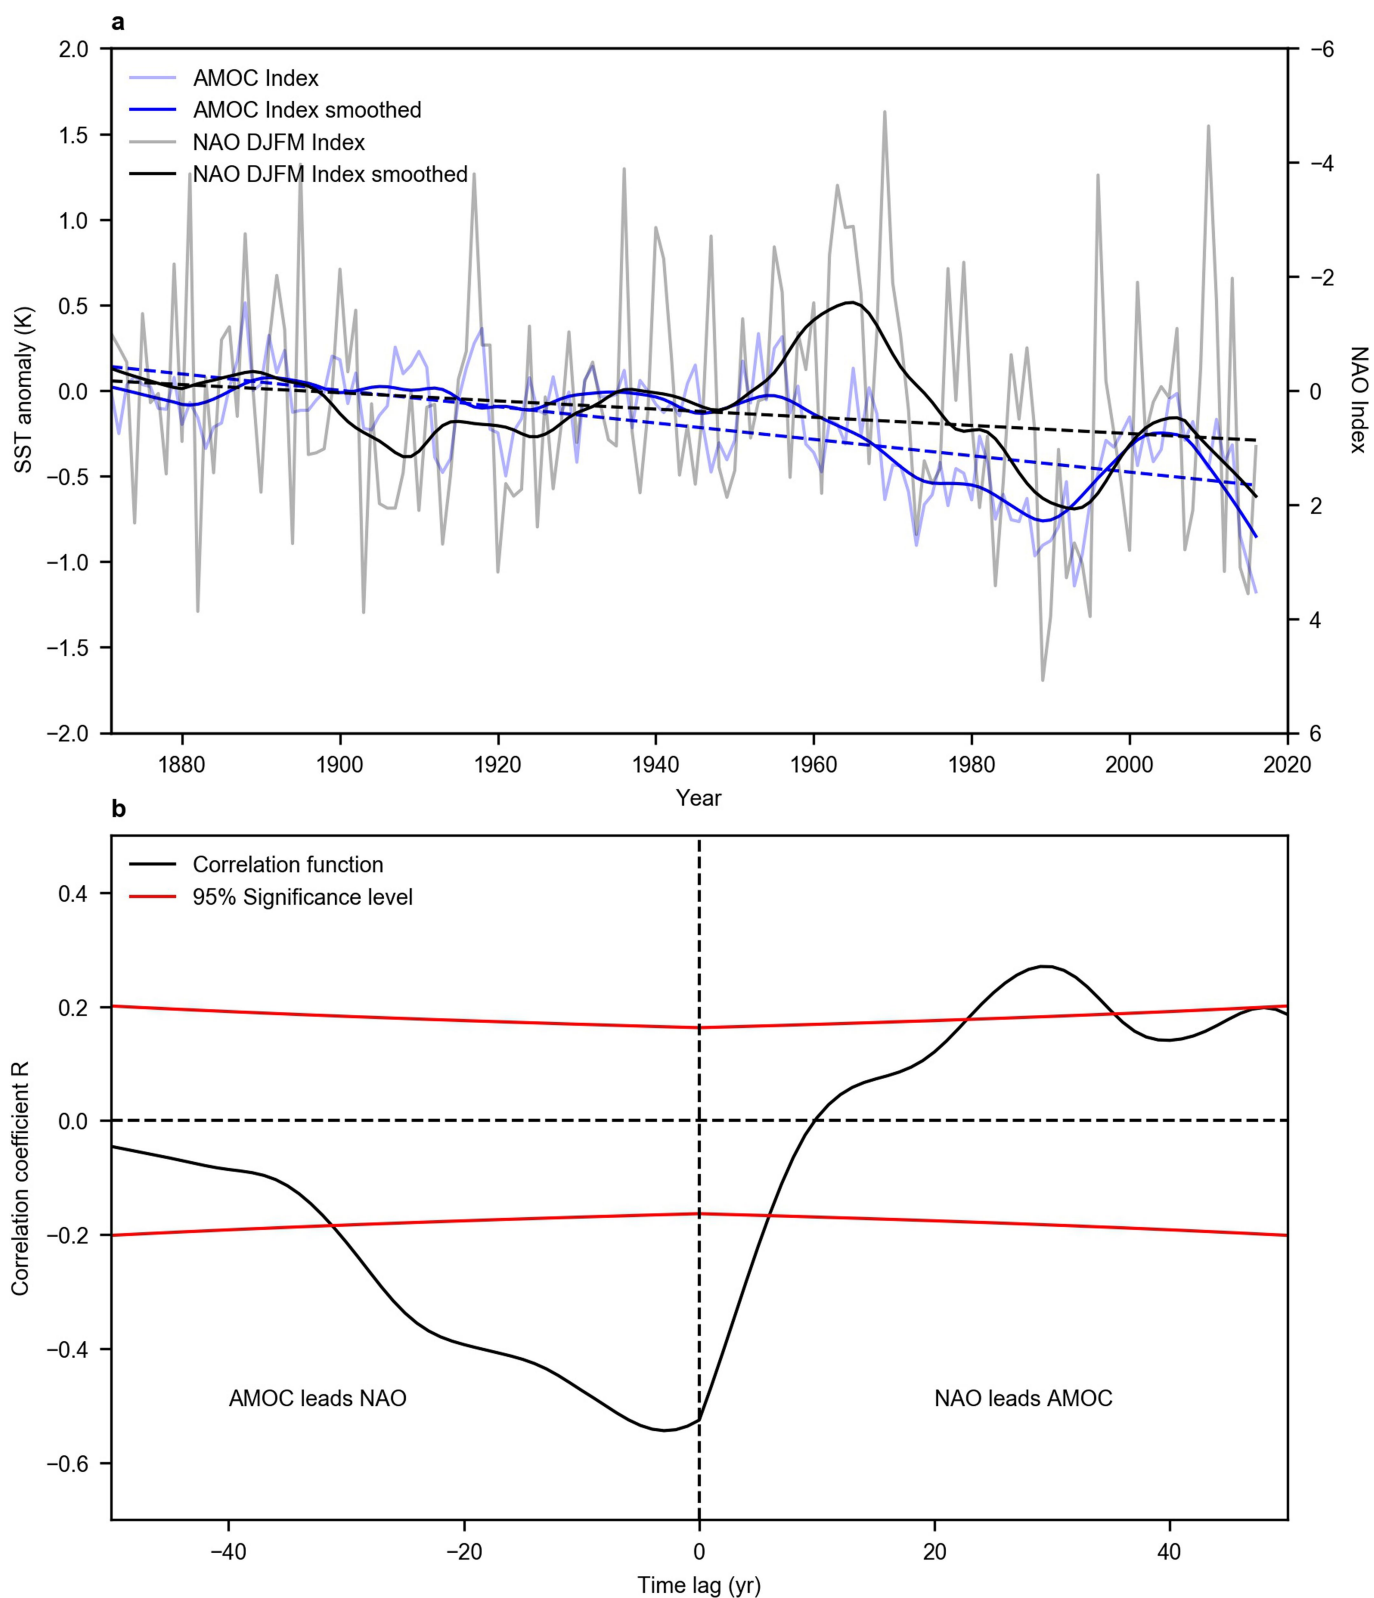 a
AMOC Index
AMOC Index smoothed
NAO DJFM Index
NAO DJFM Index smoothed
2.0
1.5
1.0
0.5
0.0
−0.5
−1.0
−1.5
−2.0
SST anomaly (K)
−6
−4
−2
0
2
4
6
NAO Index
1880 1900 1920 1940 1960 1980 2000 2020
Year
b
Correlation function
95% Significance level
0.4
0.2
0.0
−0.2
−0.4
−0.6
Correlation coefficient R
AMOC leads NAO
NAO leads AMOC
−40 −20 0 20 40
Time lag (yr)